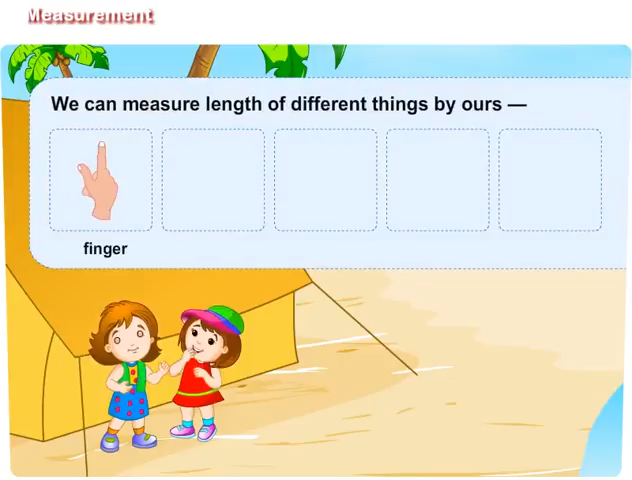 Measurement
We can measure length of different things by ours —
finger